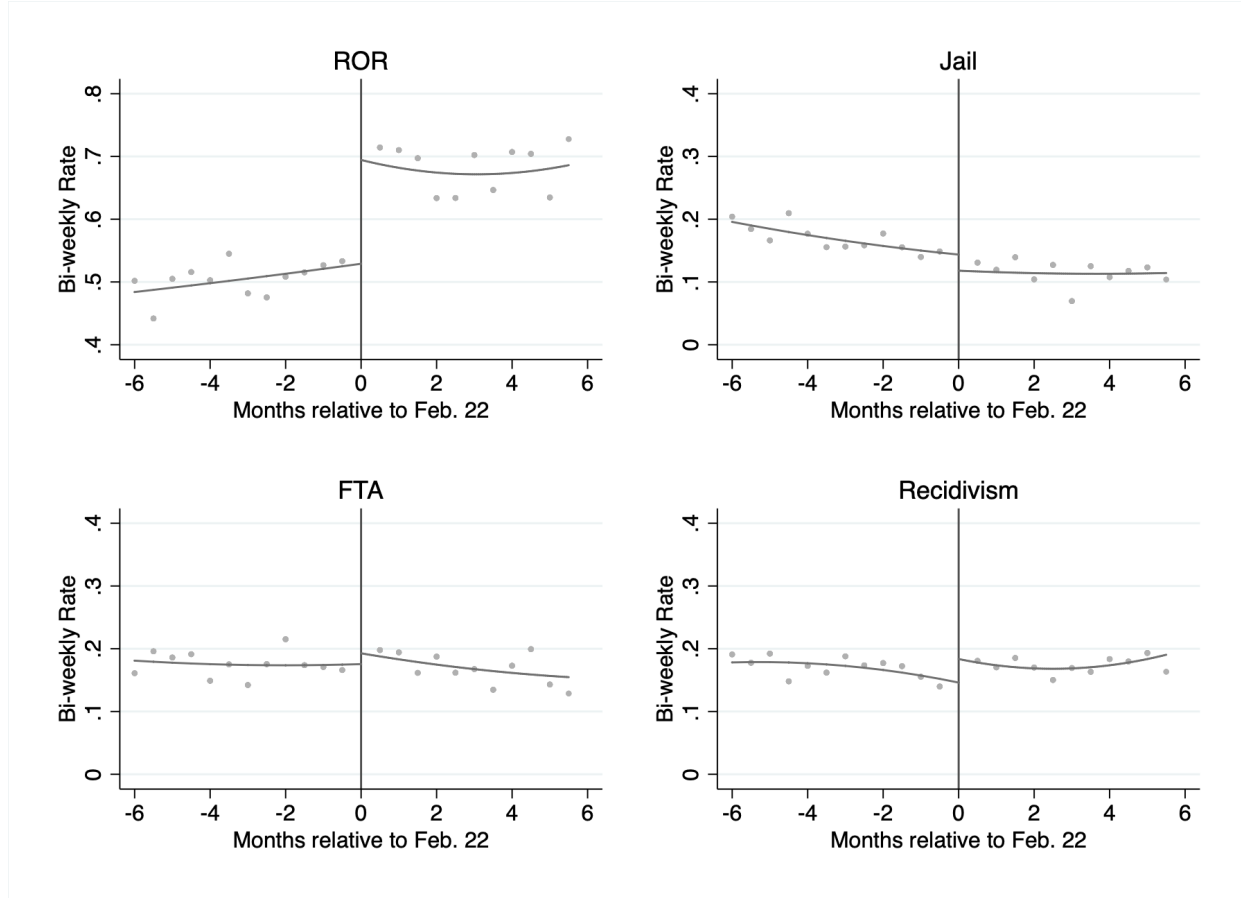 ROR
Bi-weekly Rate
.8
.7
.6
.5
.4
-6 -4 -2 0 2 4 6
Months relative to Feb. 22
Jail
Bi-weekly Rate
.4
.3
.2
.1
0
-6 -4 -2 0 2 4 6
Months relative to Feb. 22
FTA
Bi-weekly Rate
.4
.3
.2
.1
0
-6 -4 -2 0 2 4 6
Months relative to Feb. 22
Recidivism
Bi-weekly Rate
.4
.3
.2
.1
0
-6 -4 -2 0 2 4 6
Months relative to Feb. 22